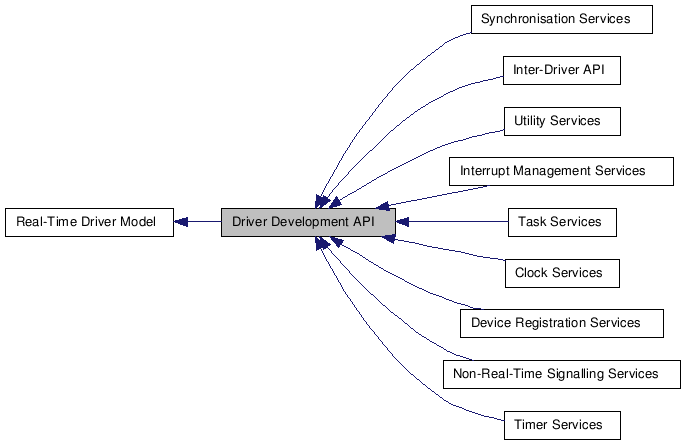 Synchronisation Services
Inter-Driver API
Utility Services
Interrupt Management Services
Real-Time Driver Model
Driver Development API
Task Services
Clock Services
Device Registration Services
Non-Real-Time Signalling Services
Timer Services